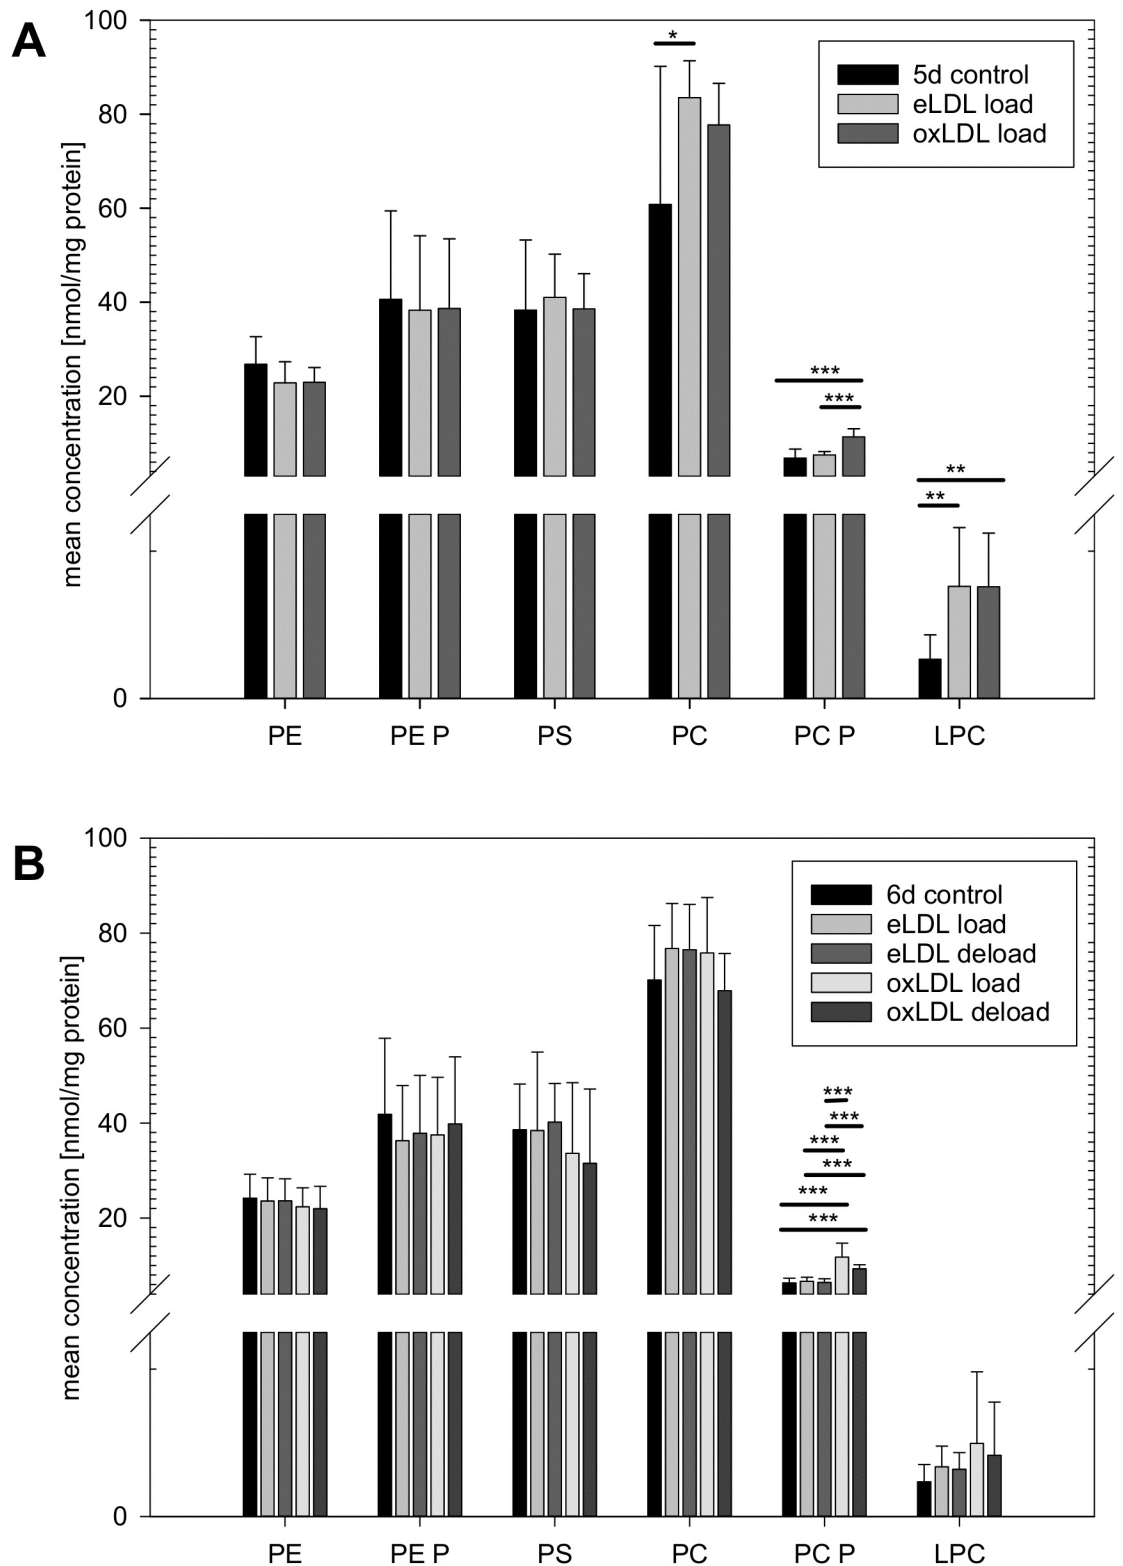 A
100
*
5d control
eLDL load
oxLDL load
80
60
40
20
0
mean concentration [nmol/mg protein]
***
***
**
**
PE
PE P
PS
PC
PC P
LPC
B
100
6d control
eLDL load
eLDL deload
oxLDL load
oxLDL deload
80
60
40
20
0
mean concentration [nmol/mg protein]
***
***
***
***
***
***
PE
PE P
PS
PC
PC P
LPC